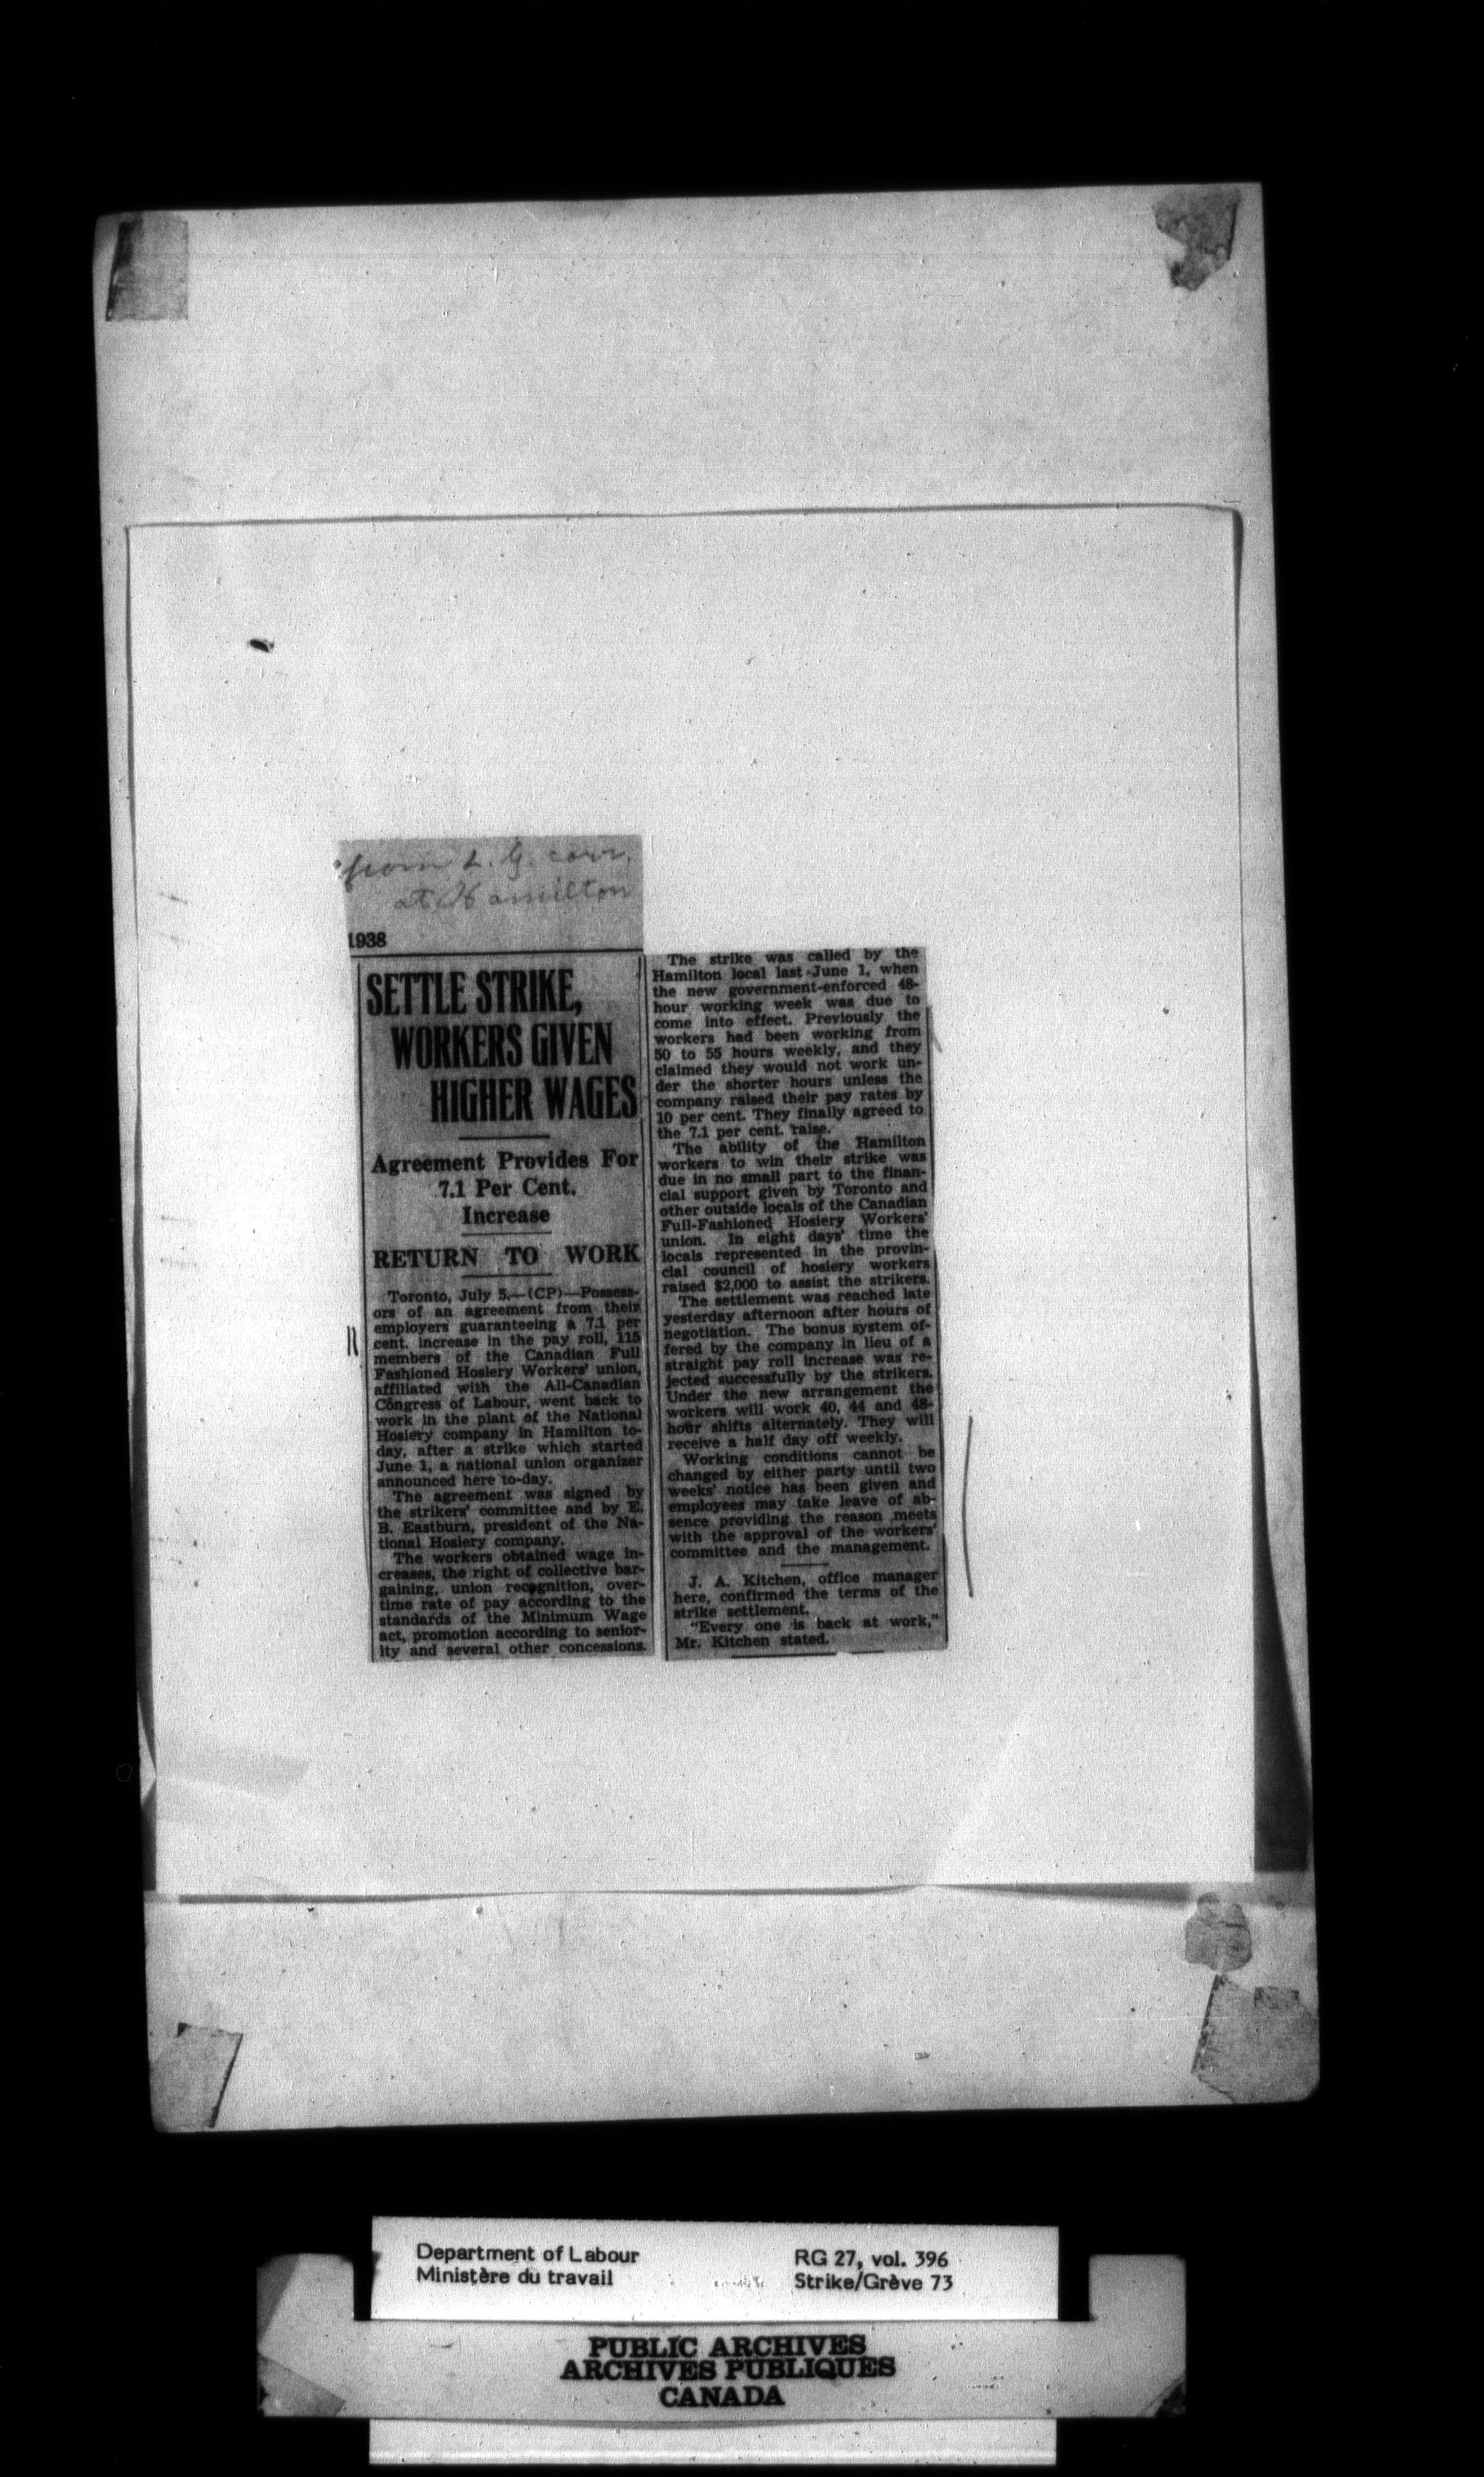 from L. G. corr.
at Hamilton
1938
SETTLE STRIKE,
WORKERS GIVEN
HIGHER WAGES
Agreement Provides For
7.1 Per Cent.
Increase
RETURN TO WORK
Toronto, July 5.—(CP)—Possess-
ors of an agreement from their
employers guaranteeing a 7.1 per
cent. increase in the pay roll, 115
members of the Canadian Full
Fashioned Hosiery Workers' union,
affiliated with the All-Canadian
Congress of Labour, went back to
work in the plant of the National
Hosiery company in Hamilton to-
day, after a strike which started
June 1, a national union organizer
announced here to-day.
The agreement was signed by
the strikers' committee and by E.
B. Eastburn, president of the Na-
tional Hosiery company.
The workers obtained wage in-
creases, the right of collective bar-
gaining, union recognition, over-
time rate of pay according to the
standards of the Minimum Wage
act, promotion according to senior-
ity and several other concessions.
The strike was called by the
Hamilton local last June 1, when
the new government-enforced 48-
hour working week was due to
come into effect. Previously the
workers had been working from
50 to 55 hours weekly, and they
claimed they would not work un-
der the shorter hours unless the
company raised their pay rates by
10 per cent. They finally agreed to
the 7.1 per cent. raise.
The ability of the Hamilton
workers to win their strike was
due in no small part to the finan-
cial support given by Toronto and
other outside locals of the Canadian
Full-Fashioned Hosiery Workers'
union. In eight days' time the
locals represented in the provin-
cial council of hosiery workers
raised $2,000 to assist the strikers.
The settlement was reached late
yesterday afternoon after hours of
negotiation. The bonus system of-
fered by the company in lieu of a
straight pay roll increase was re-
jected successfully by the strikers.
Under the new arrangement the
workers will work 40, 44 and 48-
hour shifts alternately. They will
receive a half day off weekly.
Working conditions cannot be
changed by either party until two
weeks' notice has been given and
employees may take leave of ab-
sence providing the reason meets
with the approval of the workers'
committee and the management.
J. A. Kitchen, office manager
here, confirmed the terms of the
strike settlement.
"Every one is back at work,"
Mr. Kitchen stated.
Department of Labour
Ministère du travail
RG 27, vol. 396
Strike/Grève 73
PUBLIC ARCHIVES
ARCHIVES PUBLIQUES
CANADA